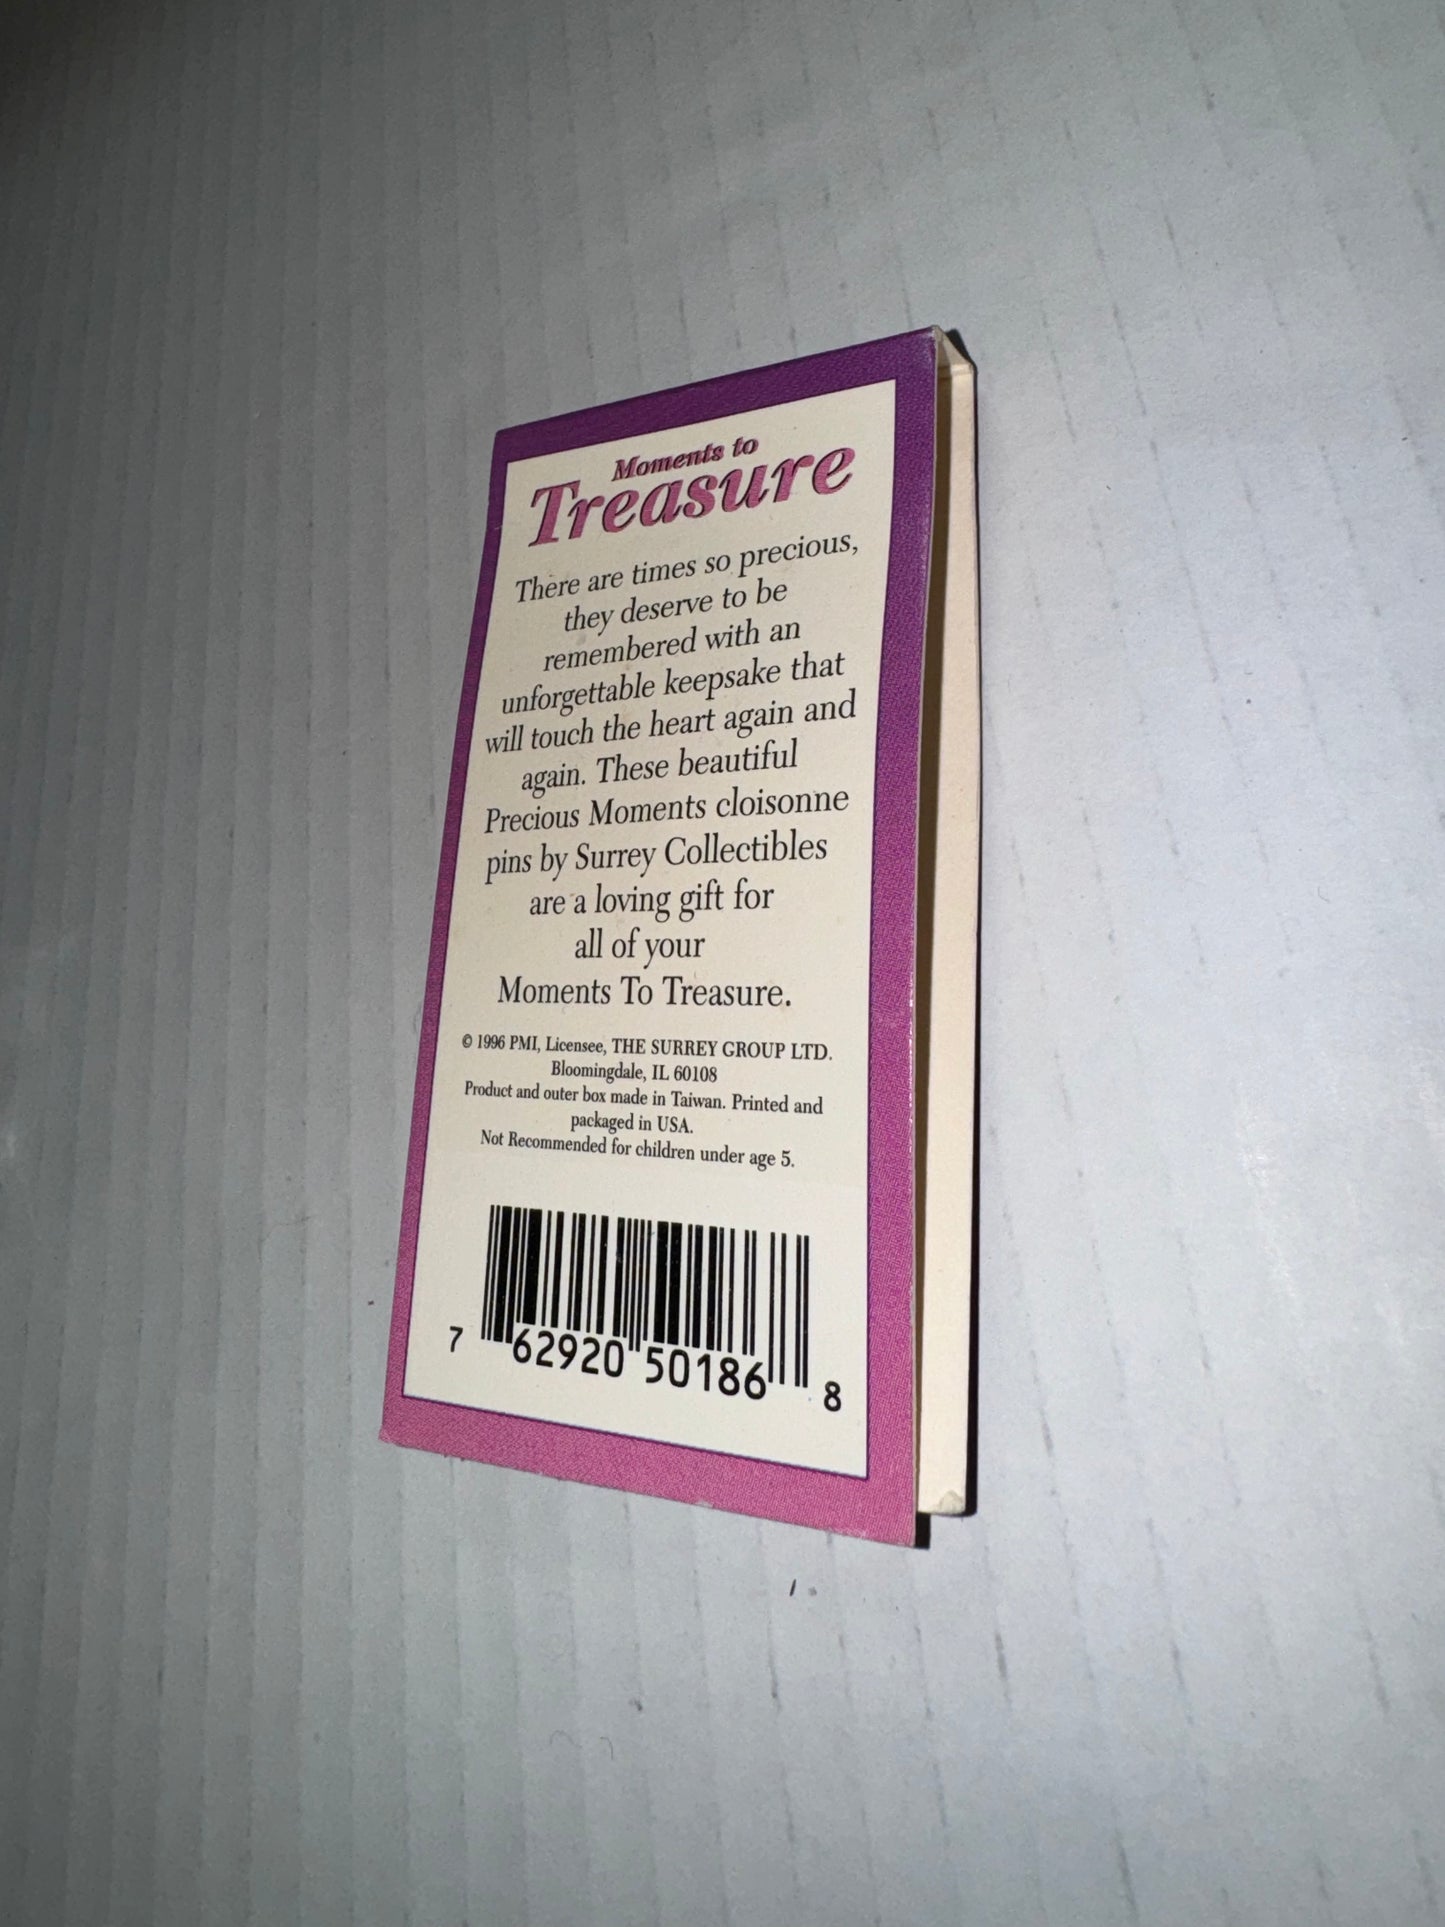 Moments to
Treasure
There are times so precious,
they deserve to be
remembered with an
unforgettable keepsake that
will touch the heart again and
again. These beautiful
Precious Moments cloisonne
pins by Surrey Collectibles
are a loving gift for
all of your
Moments To Treasure.
© 1996 PMI, Licensee, THE SURREY GROUP LTD.
Bloomingdale, IL 60108
Product and outer box made in Taiwan. Printed and
packaged in USA.
Not Recommended for children under age 5.
7 62920 50186 8